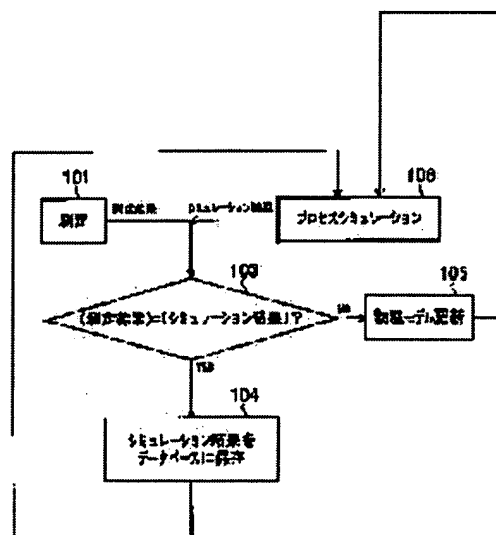 101
測定
測定結果
シミュレーション結果
108
プロセスシミュレーション
103
(測定結果)=(シミュレーション結果)?
NO
105
物理モデル更新
YES
104
シミュレーション結果を
データベースに保存